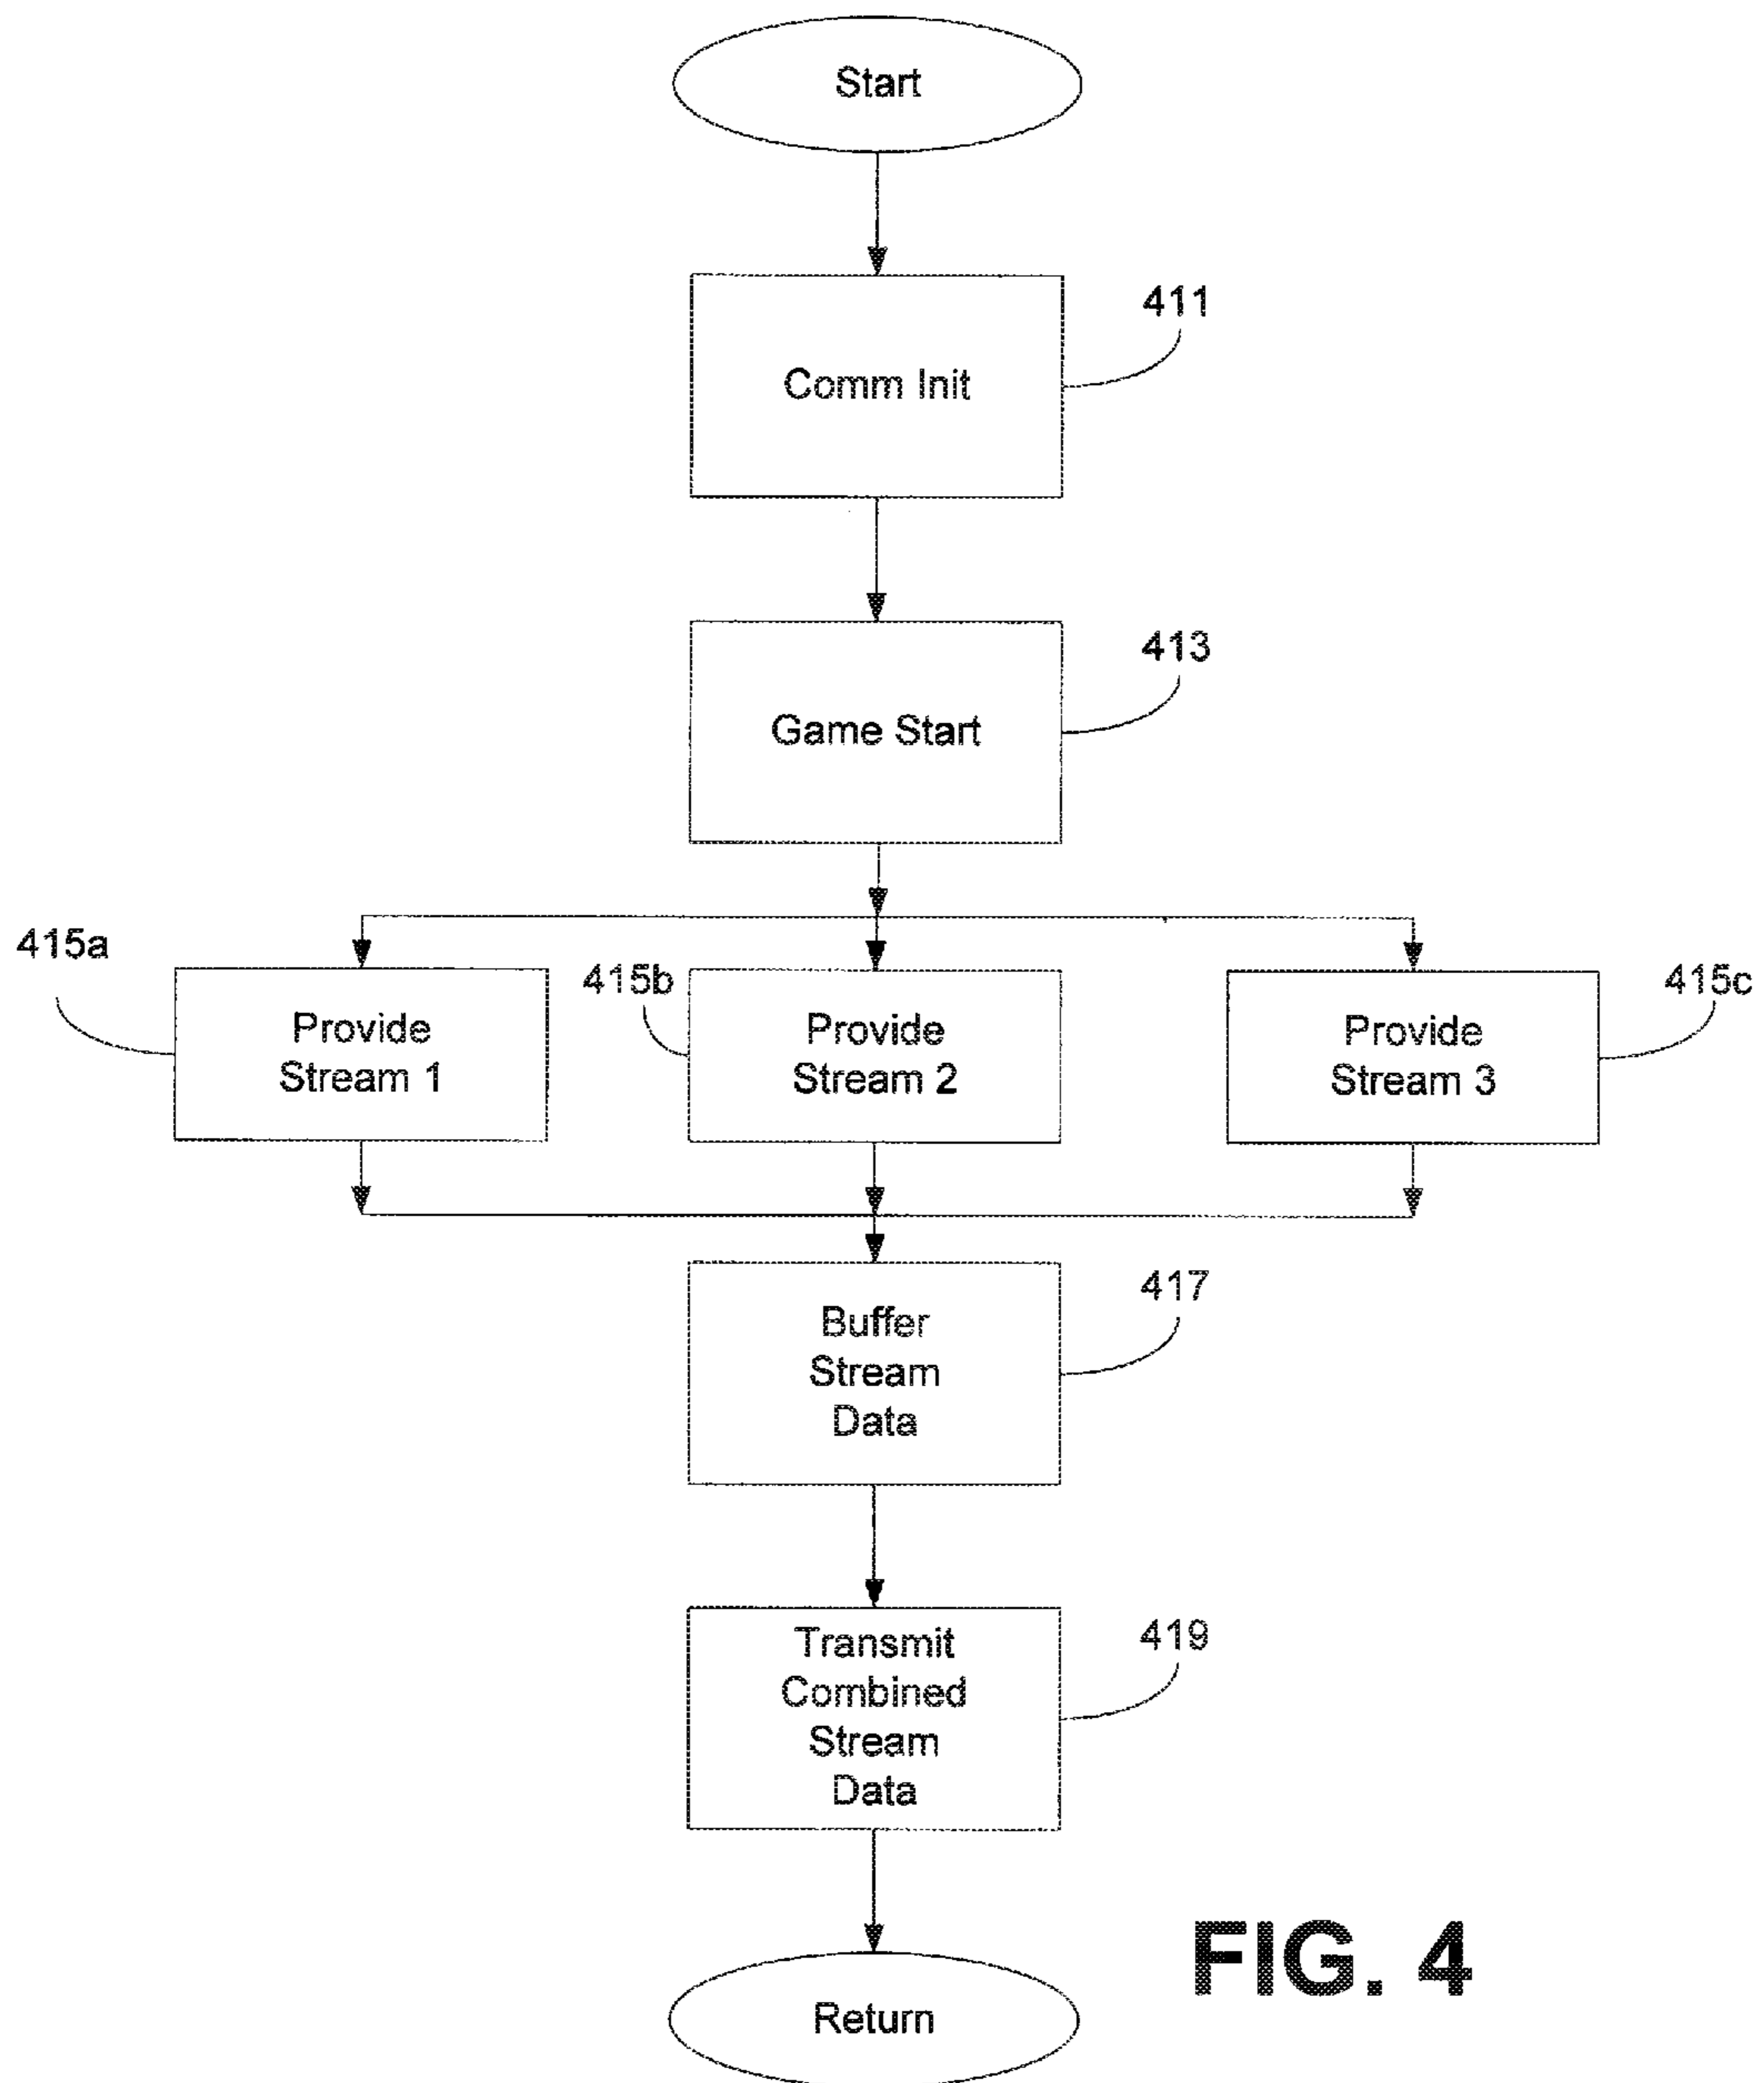 Start
411
Comm Init
413
Game Start
415a
415b
415c
Provide
Stream 1
Provide
Stream 2
Provide
Stream 3
417
Buffer
Stream
Data
419
Transmit
Combined
Stream
Data
FIG. 4
Return